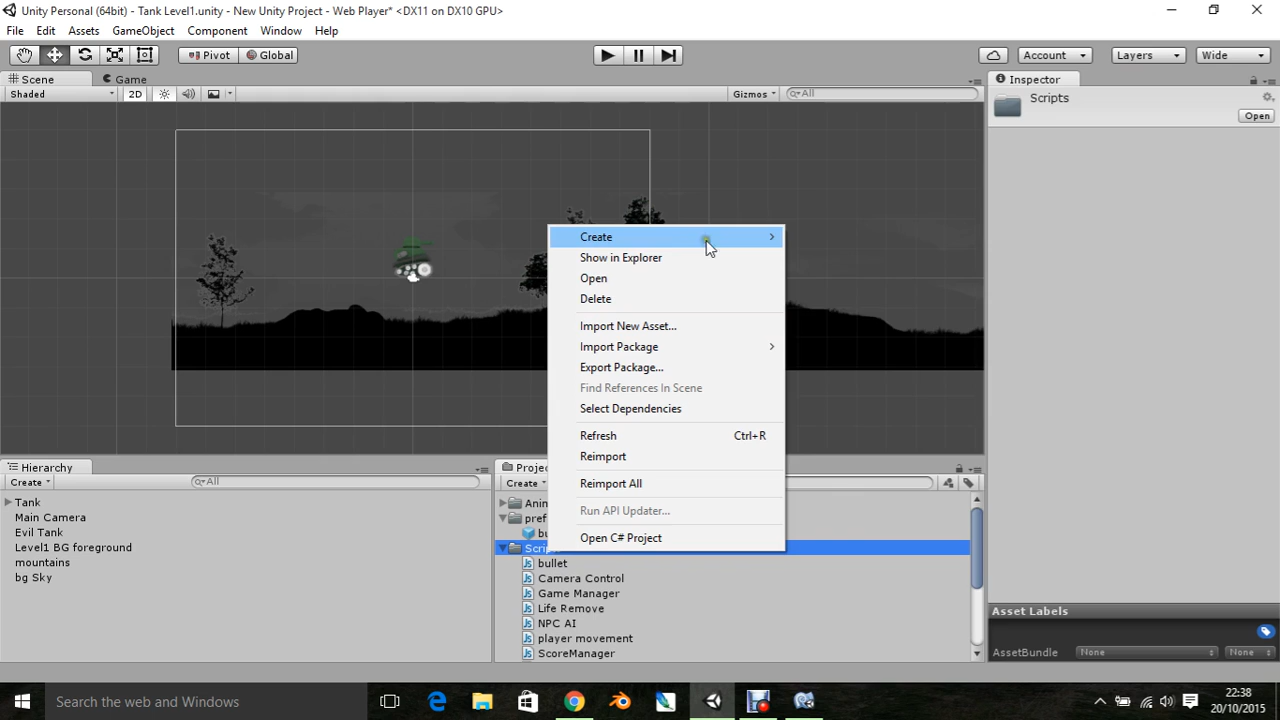 Unity Personal (64bit) - Tank Level1.unity - New Unity Project - Web Player* <DX11 on DX10 GPU>
File Edit Assets GameObject Component Window Help
Pivot Global Account Layers Wide
Scene Game Inspector
Shaded 2D Gizmos All
Scripts
Open
Create
Show in Explorer
Open
Delete
Import New Asset...
Import Package
Export Package...
Find References In Scene
Select Dependencies
Refresh Ctrl+R
Reimport
Reimport All
Run API Updater...
Open C# Project
Hierarchy
Create All
Tank
Main Camera
Evil Tank
Level1 BG foreground
mountains
bg Sky
Create
bullet
Camera Control
Game Manager
Life Remove
NPC AI
player movement
ScoreManager
Asset Labels
AssetBundle None None
Search the web and Windows
22:38
20/10/2015